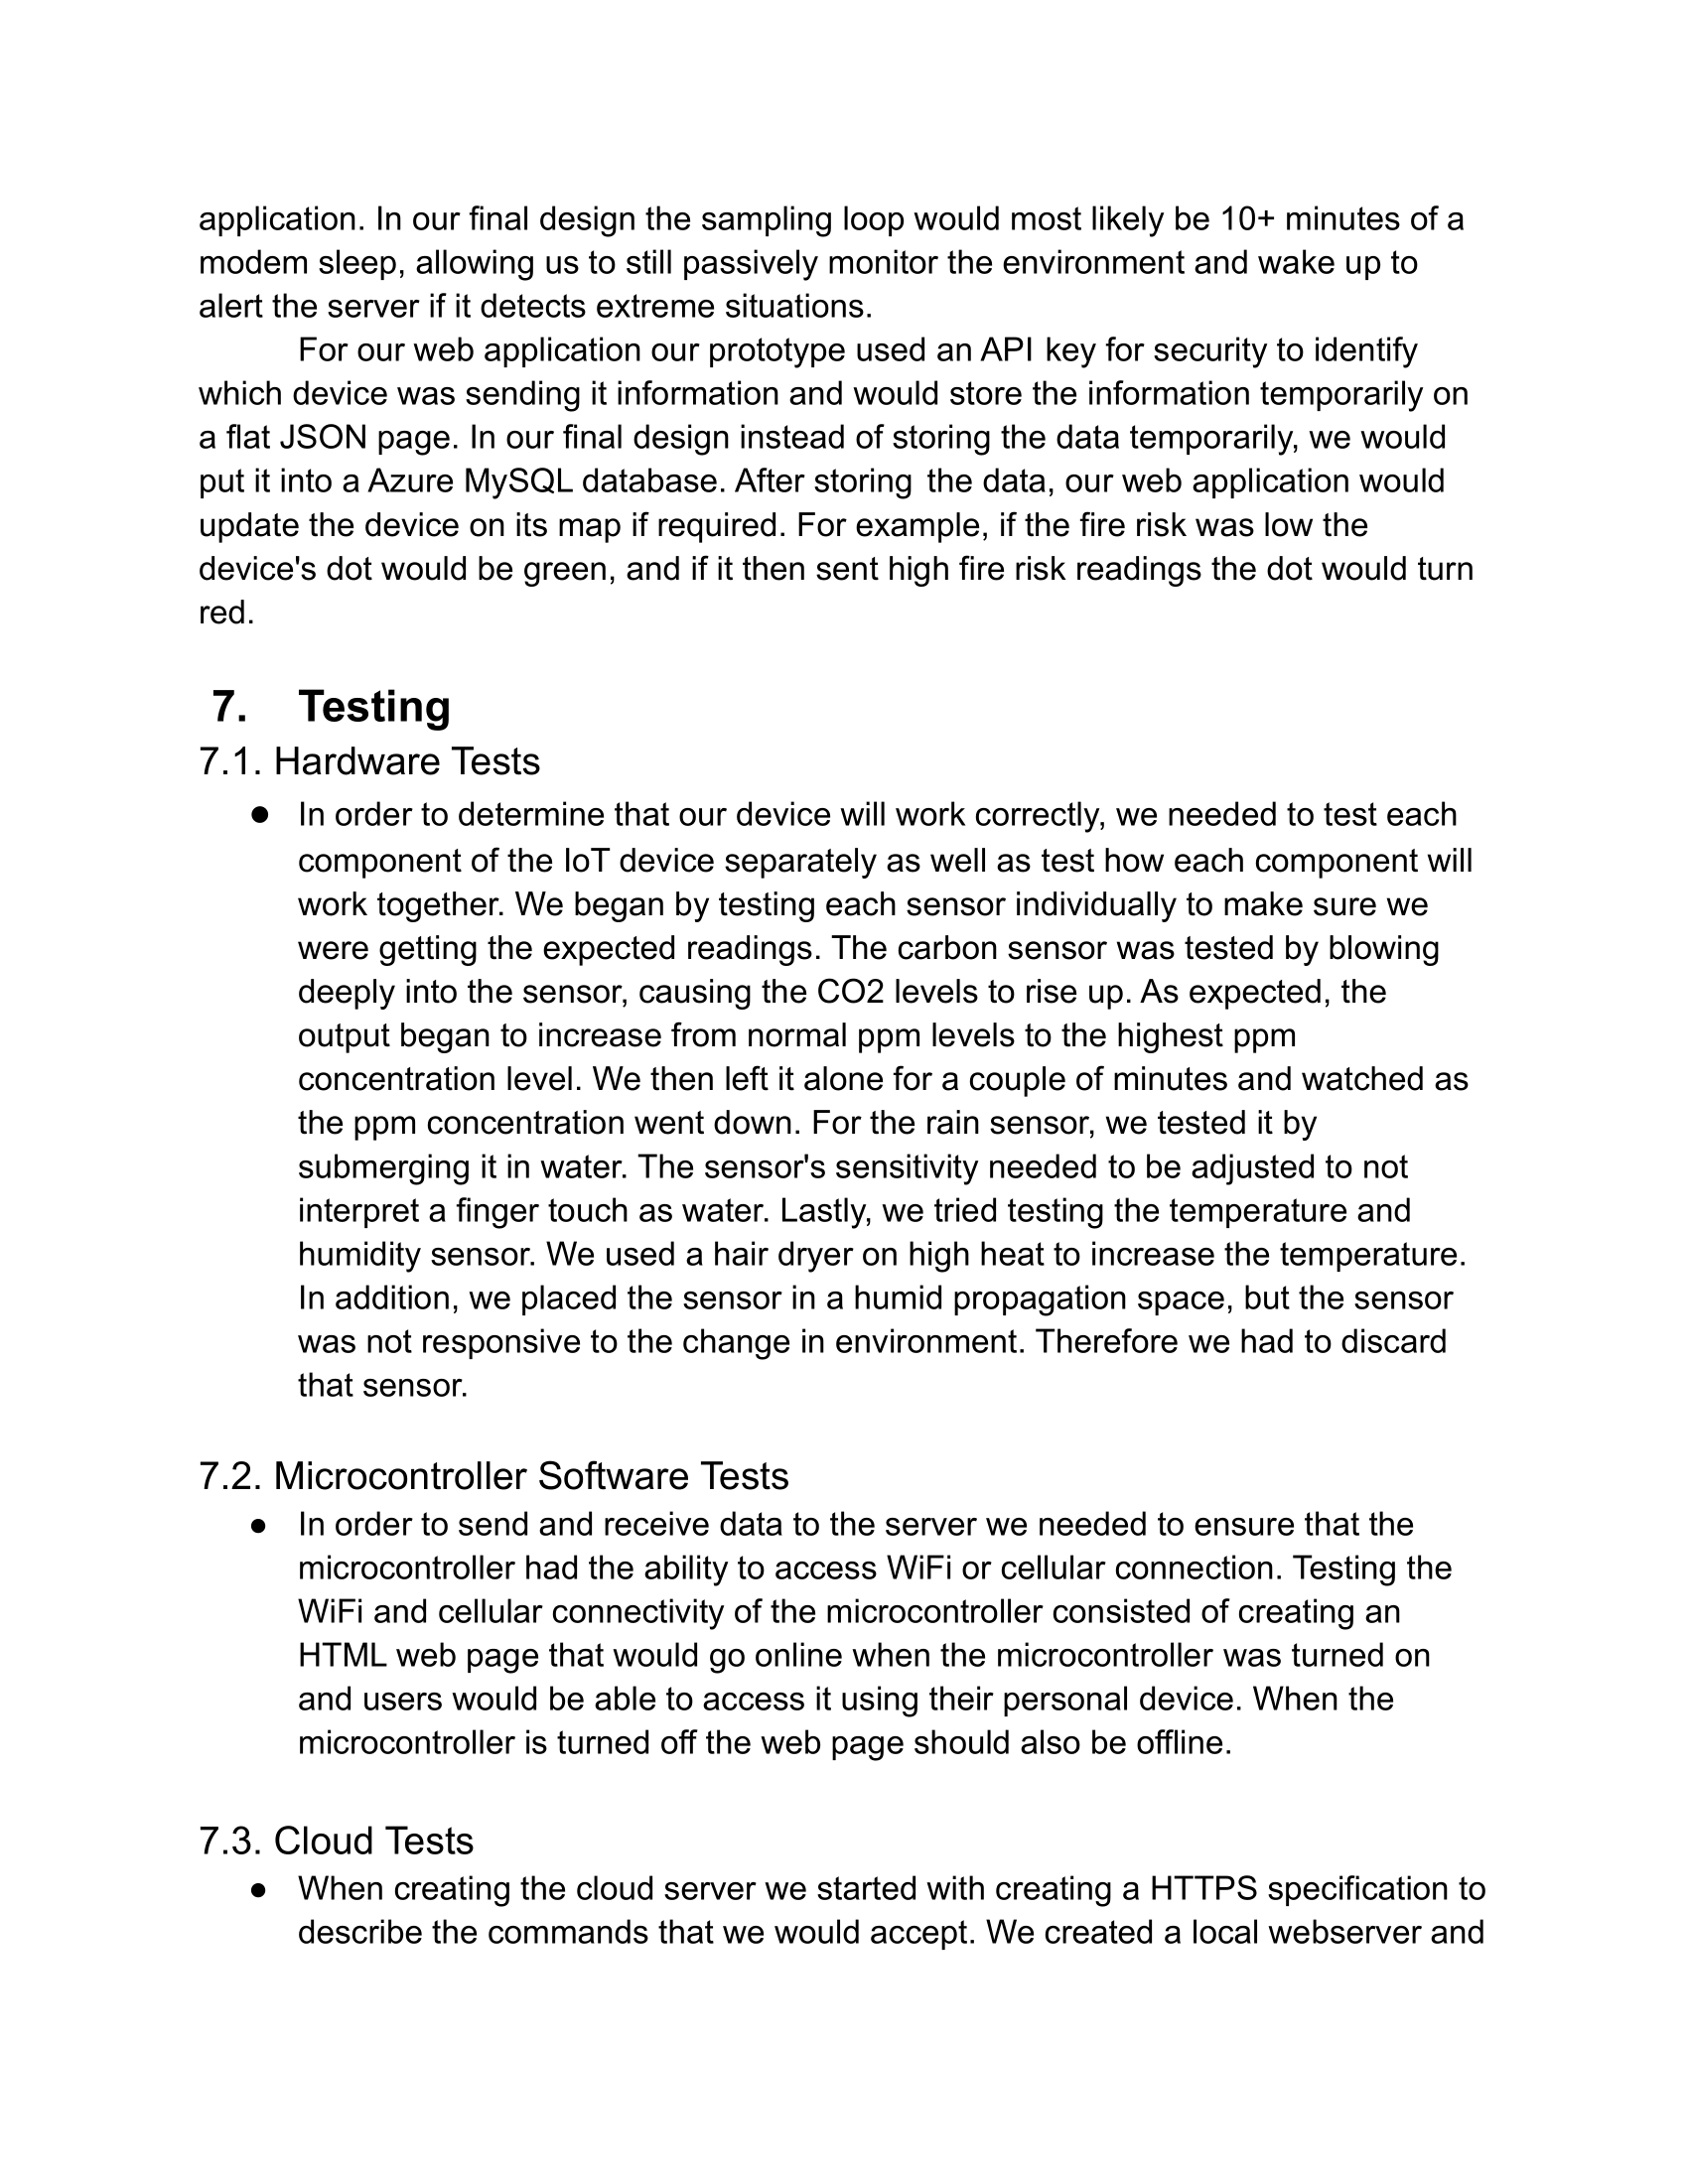 application. In our final design the sampling loop would most likely be 10+ minutes of a
modem sleep, allowing us to still passively monitor the environment and wake up to
alert the server if it detects extreme situations.
For our web application our prototype used an API key for security to identify
which device was sending it information and would store the information temporarily on
a flat JSON page. In our final design instead of storing the data temporarily, we would
put it into a Azure MySQL database. After storing the data, our web application would
update the device on its map if required. For example, if the fire risk was low the
device's dot would be green, and if it then sent high fire risk readings the dot would turn
red.
7. Testing
7.1. Hardware Tests
● In order to determine that our device will work correctly, we needed to test each
component of the IoT device separately as well as test how each component will
work together. We began by testing each sensor individually to make sure we
were getting the expected readings. The carbon sensor was tested by blowing
deeply into the sensor, causing the CO2 levels to rise up. As expected, the
output began to increase from normal ppm levels to the highest ppm
concentration level. We then left it alone for a couple of minutes and watched as
the ppm concentration went down. For the rain sensor, we tested it by
submerging it in water. The sensor's sensitivity needed to be adjusted to not
interpret a finger touch as water. Lastly, we tried testing the temperature and
humidity sensor. We used a hair dryer on high heat to increase the temperature.
In addition, we placed the sensor in a humid propagation space, but the sensor
was not responsive to the change in environment. Therefore we had to discard
that sensor.
7.2. Microcontroller Software Tests
● In order to send and receive data to the server we needed to ensure that the
microcontroller had the ability to access WiFi or cellular connection. Testing the
WiFi and cellular connectivity of the microcontroller consisted of creating an
HTML web page that would go online when the microcontroller was turned on
and users would be able to access it using their personal device. When the
microcontroller is turned off the web page should also be offline.
7.3. Cloud Tests
● When creating the cloud server we started with creating a HTTPS specification to
describe the commands that we would accept. We created a local webserver and